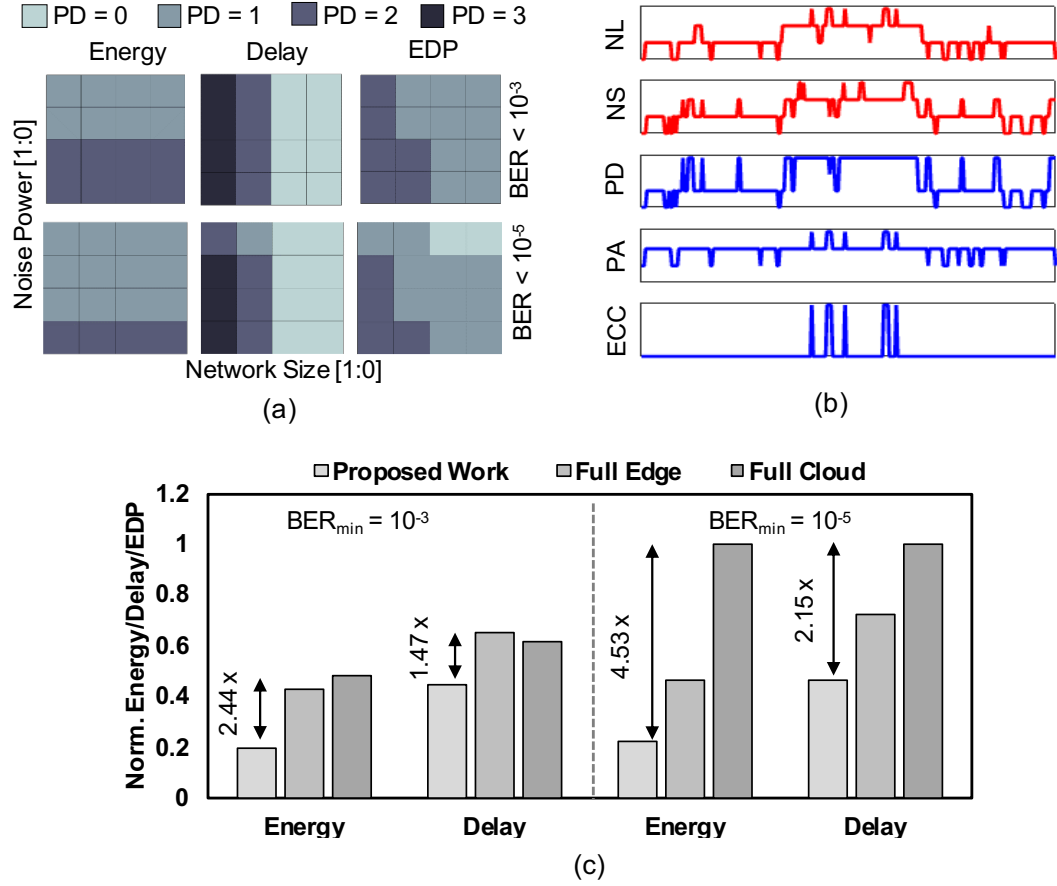 PD = 0 PD = 1 PD = 2 PD = 3
Energy Delay EDP
Noise Power [1:0]
BER < 10⁻³
BER < 10⁻⁵
Network Size [1:0]
(a)
NL
NS
PD
PA
ECC
(b)
Proposed Work Full Edge Full Cloud
Norm. Energy/Delay/EDP
1.2
1
0.8
0.6
0.4
0.2
0
BERmin = 10⁻³
BERmin = 10⁻⁵
2.44 x
1.47 x
4.53 x
2.15 x
Energy Delay Energy Delay
(c)